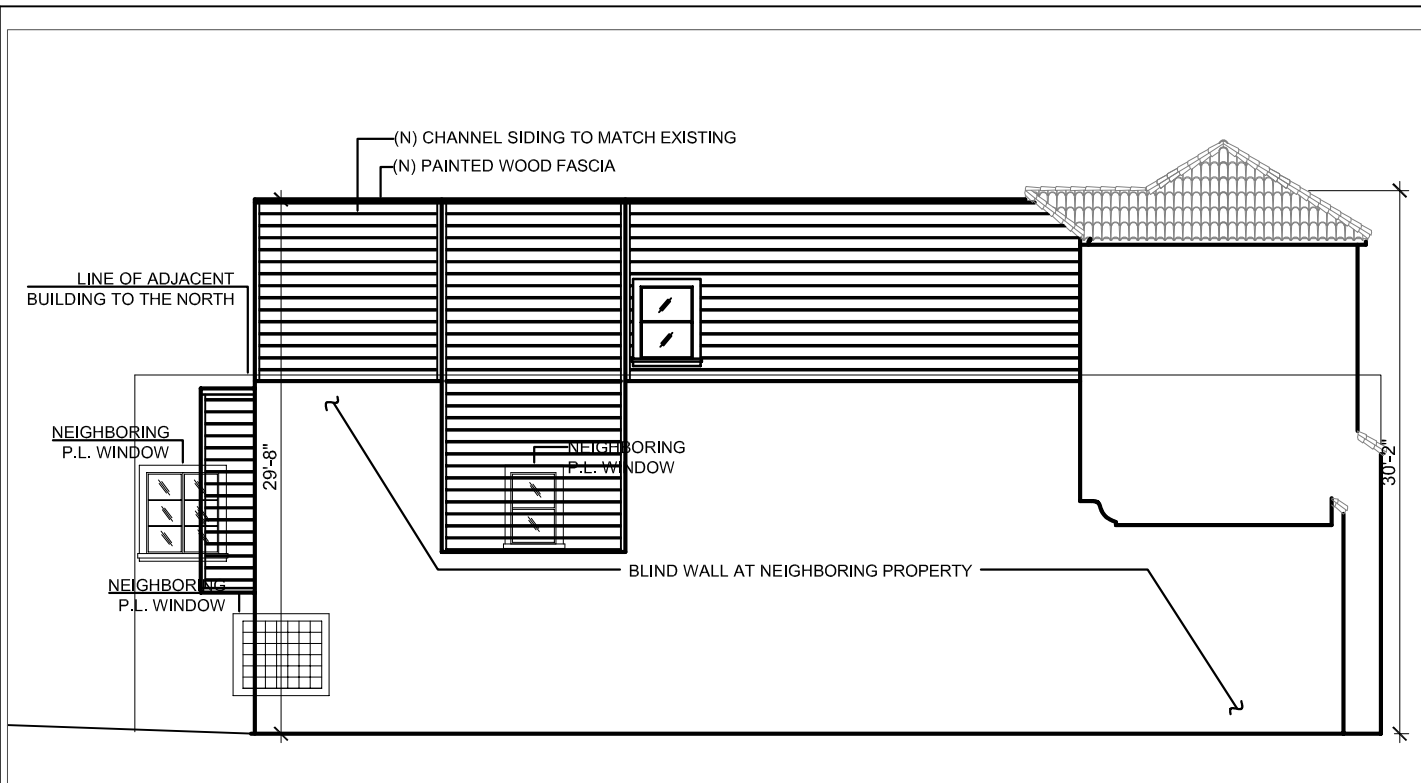 (N) CHANNEL SIDING TO MATCH EXISTING
(N) PAINTED WOOD FASCIA
LINE OF ADJACENT
BUILDING TO THE NORTH
NEIGHBORING
P.L. WINDOW
29'-8"
NEIGHBORING
P.L. WINDOW
30'-2"
BLIND WALL AT NEIGHBORING PROPERTY
NEIGHBORING
P.L. WINDOW